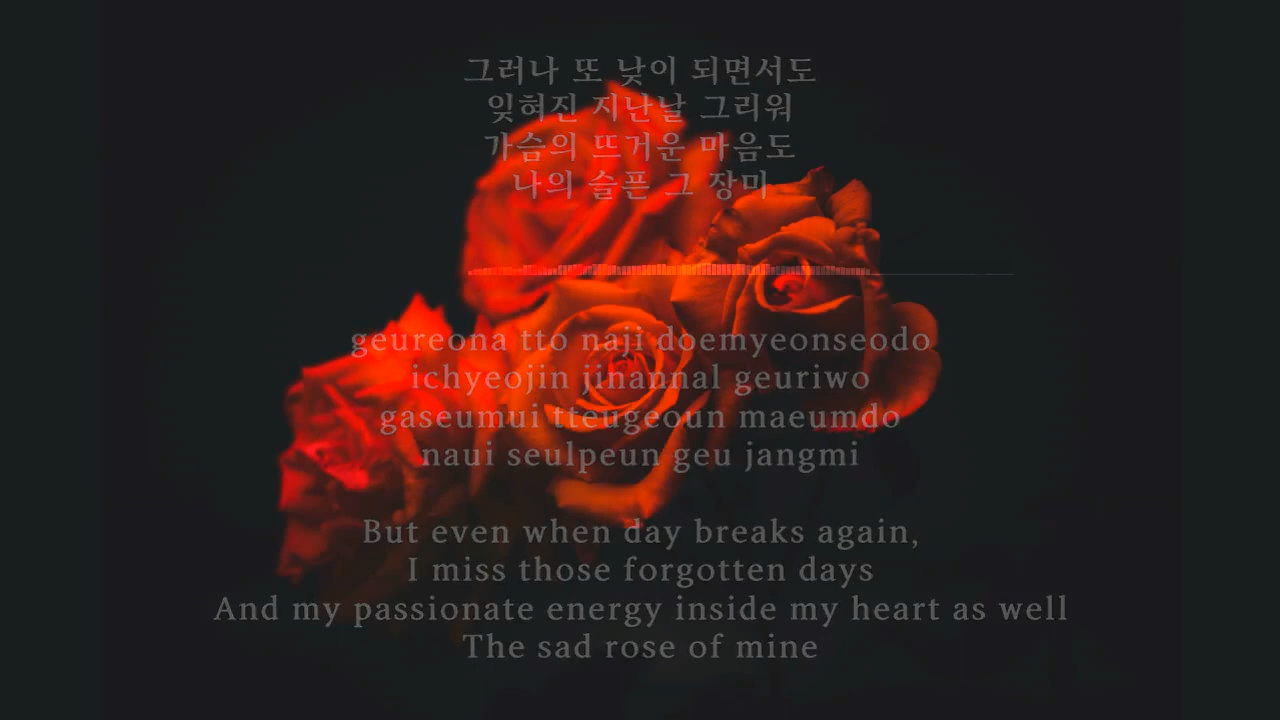 그러나 또 낮이 되면서도
잊혀진 지난날 그리워
가슴의 뜨거운 마음도
나의 슬픈 그 장미
geureona tto naji doemyeonseodo
ichyeojin jinannal geuriwo
gaseumui tteugeoun maeumdo
naui seulpeun geu jangmi
But even when day breaks again,
I miss those forgotten days
And my passionate energy inside my heart as well
The sad rose of mine